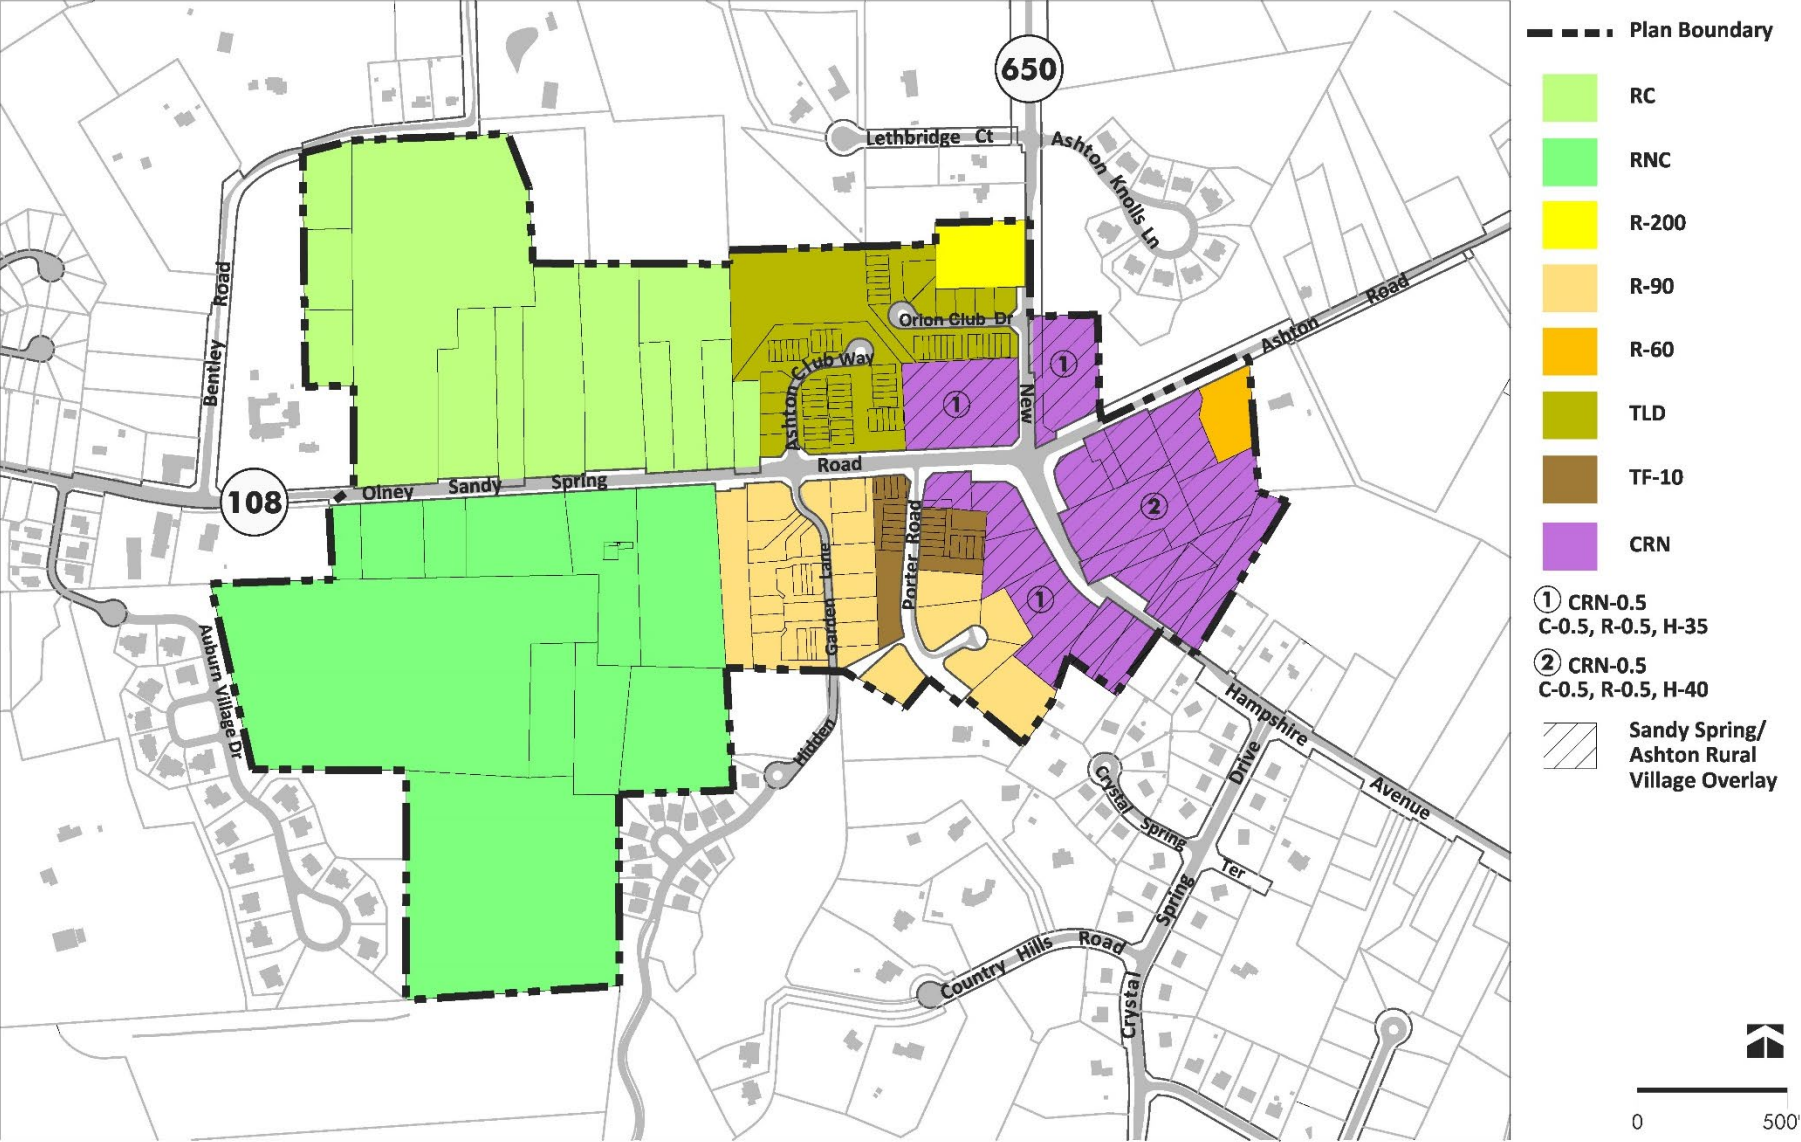 650
Lethbridge Ct
Ashton Knolls Ln
Bentley Road
Orion Club Dr
Ashton Club Way
1
1
New
Ashton Road
108
Olney Sandy Spring Road
2
1
Porter Road
Hidden Garden Lane
Auburn Village Dr
Hampshire Avenue
Crystal Spring Drive
Crystal Spring Ter
Country Hills Road
Plan Boundary
RC
RNC
R-200
R-90
R-60
TLD
TF-10
CRN
1 CRN-0.5
C-0.5, R-0.5, H-35
2 CRN-0.5
C-0.5, R-0.5, H-40
Sandy Spring/
Ashton Rural
Village Overlay
0 500'